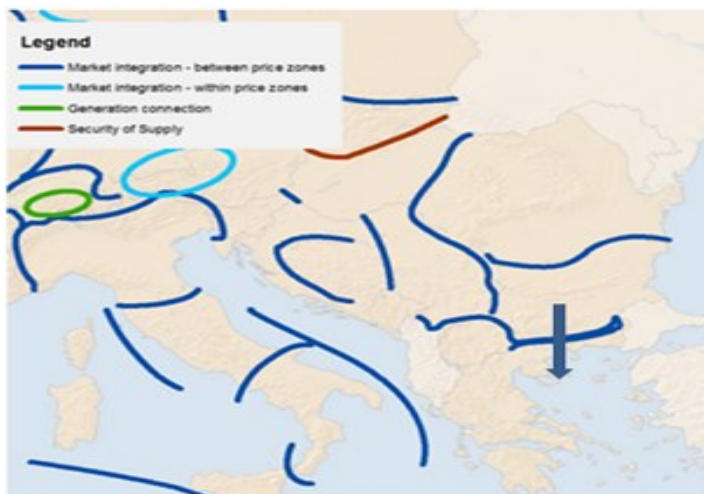 Legend
Market integration - between price zones
Market integration - within price zones
Generation connection
Security of Supply